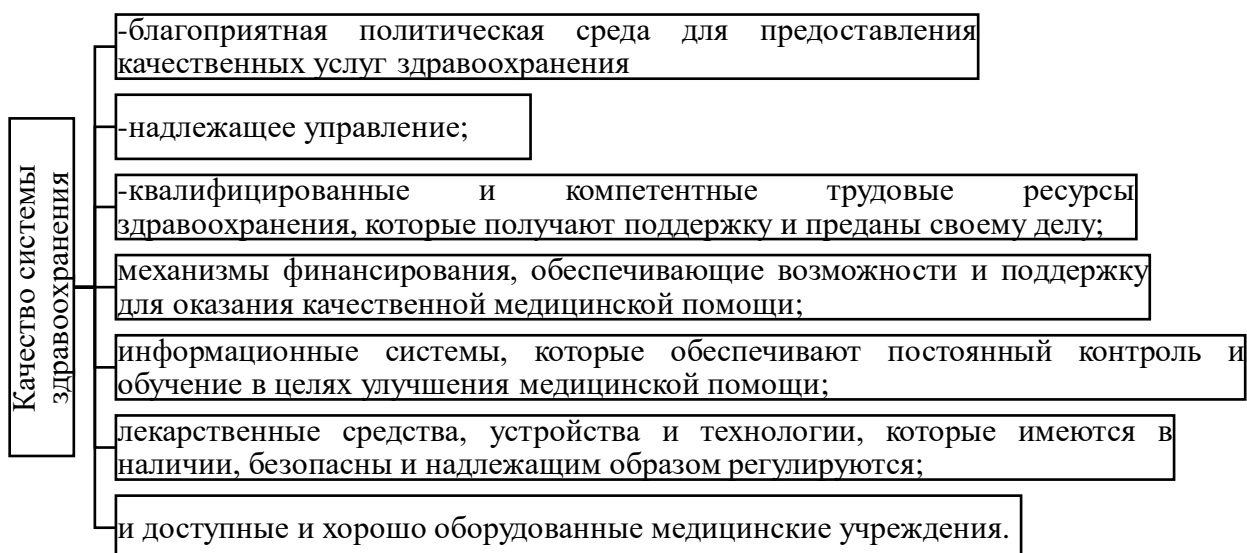 Качество системы
здравоохранения
-благоприятная политическая среда для предоставления
качественных услуг здравоохранения
-надлежащее управление;
-квалифицированные и компетентные трудовые ресурсы
здравоохранения, которые получают поддержку и преданы своему делу;
механизмы финансирования, обеспечивающие возможности и поддержку
для оказания качественной медицинской помощи;
информационные системы, которые обеспечивают постоянный контроль и
обучение в целях улучшения медицинской помощи;
лекарственные средства, устройства и технологии, которые имеются в
наличии, безопасны и надлежащим образом регулируются;
и доступные и хорошо оборудованные медицинские учреждения.